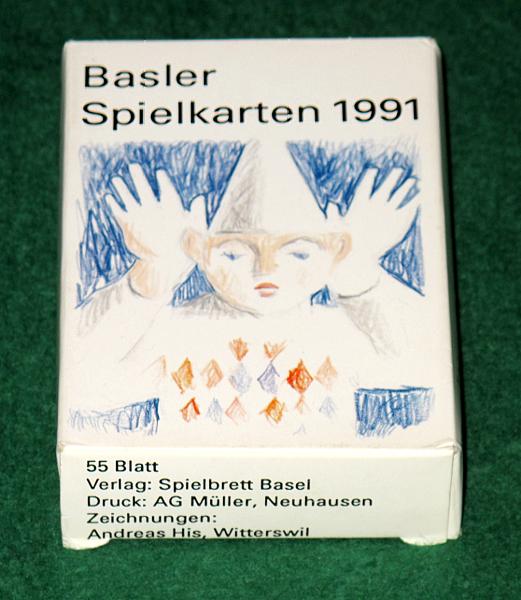 Basler
Spielkarten 1991
55 Blatt
Verlag: Spielbrett Basel
Druck: AG Müller, Neuhausen
Zeichnungen:
Andreas His, Witterswil